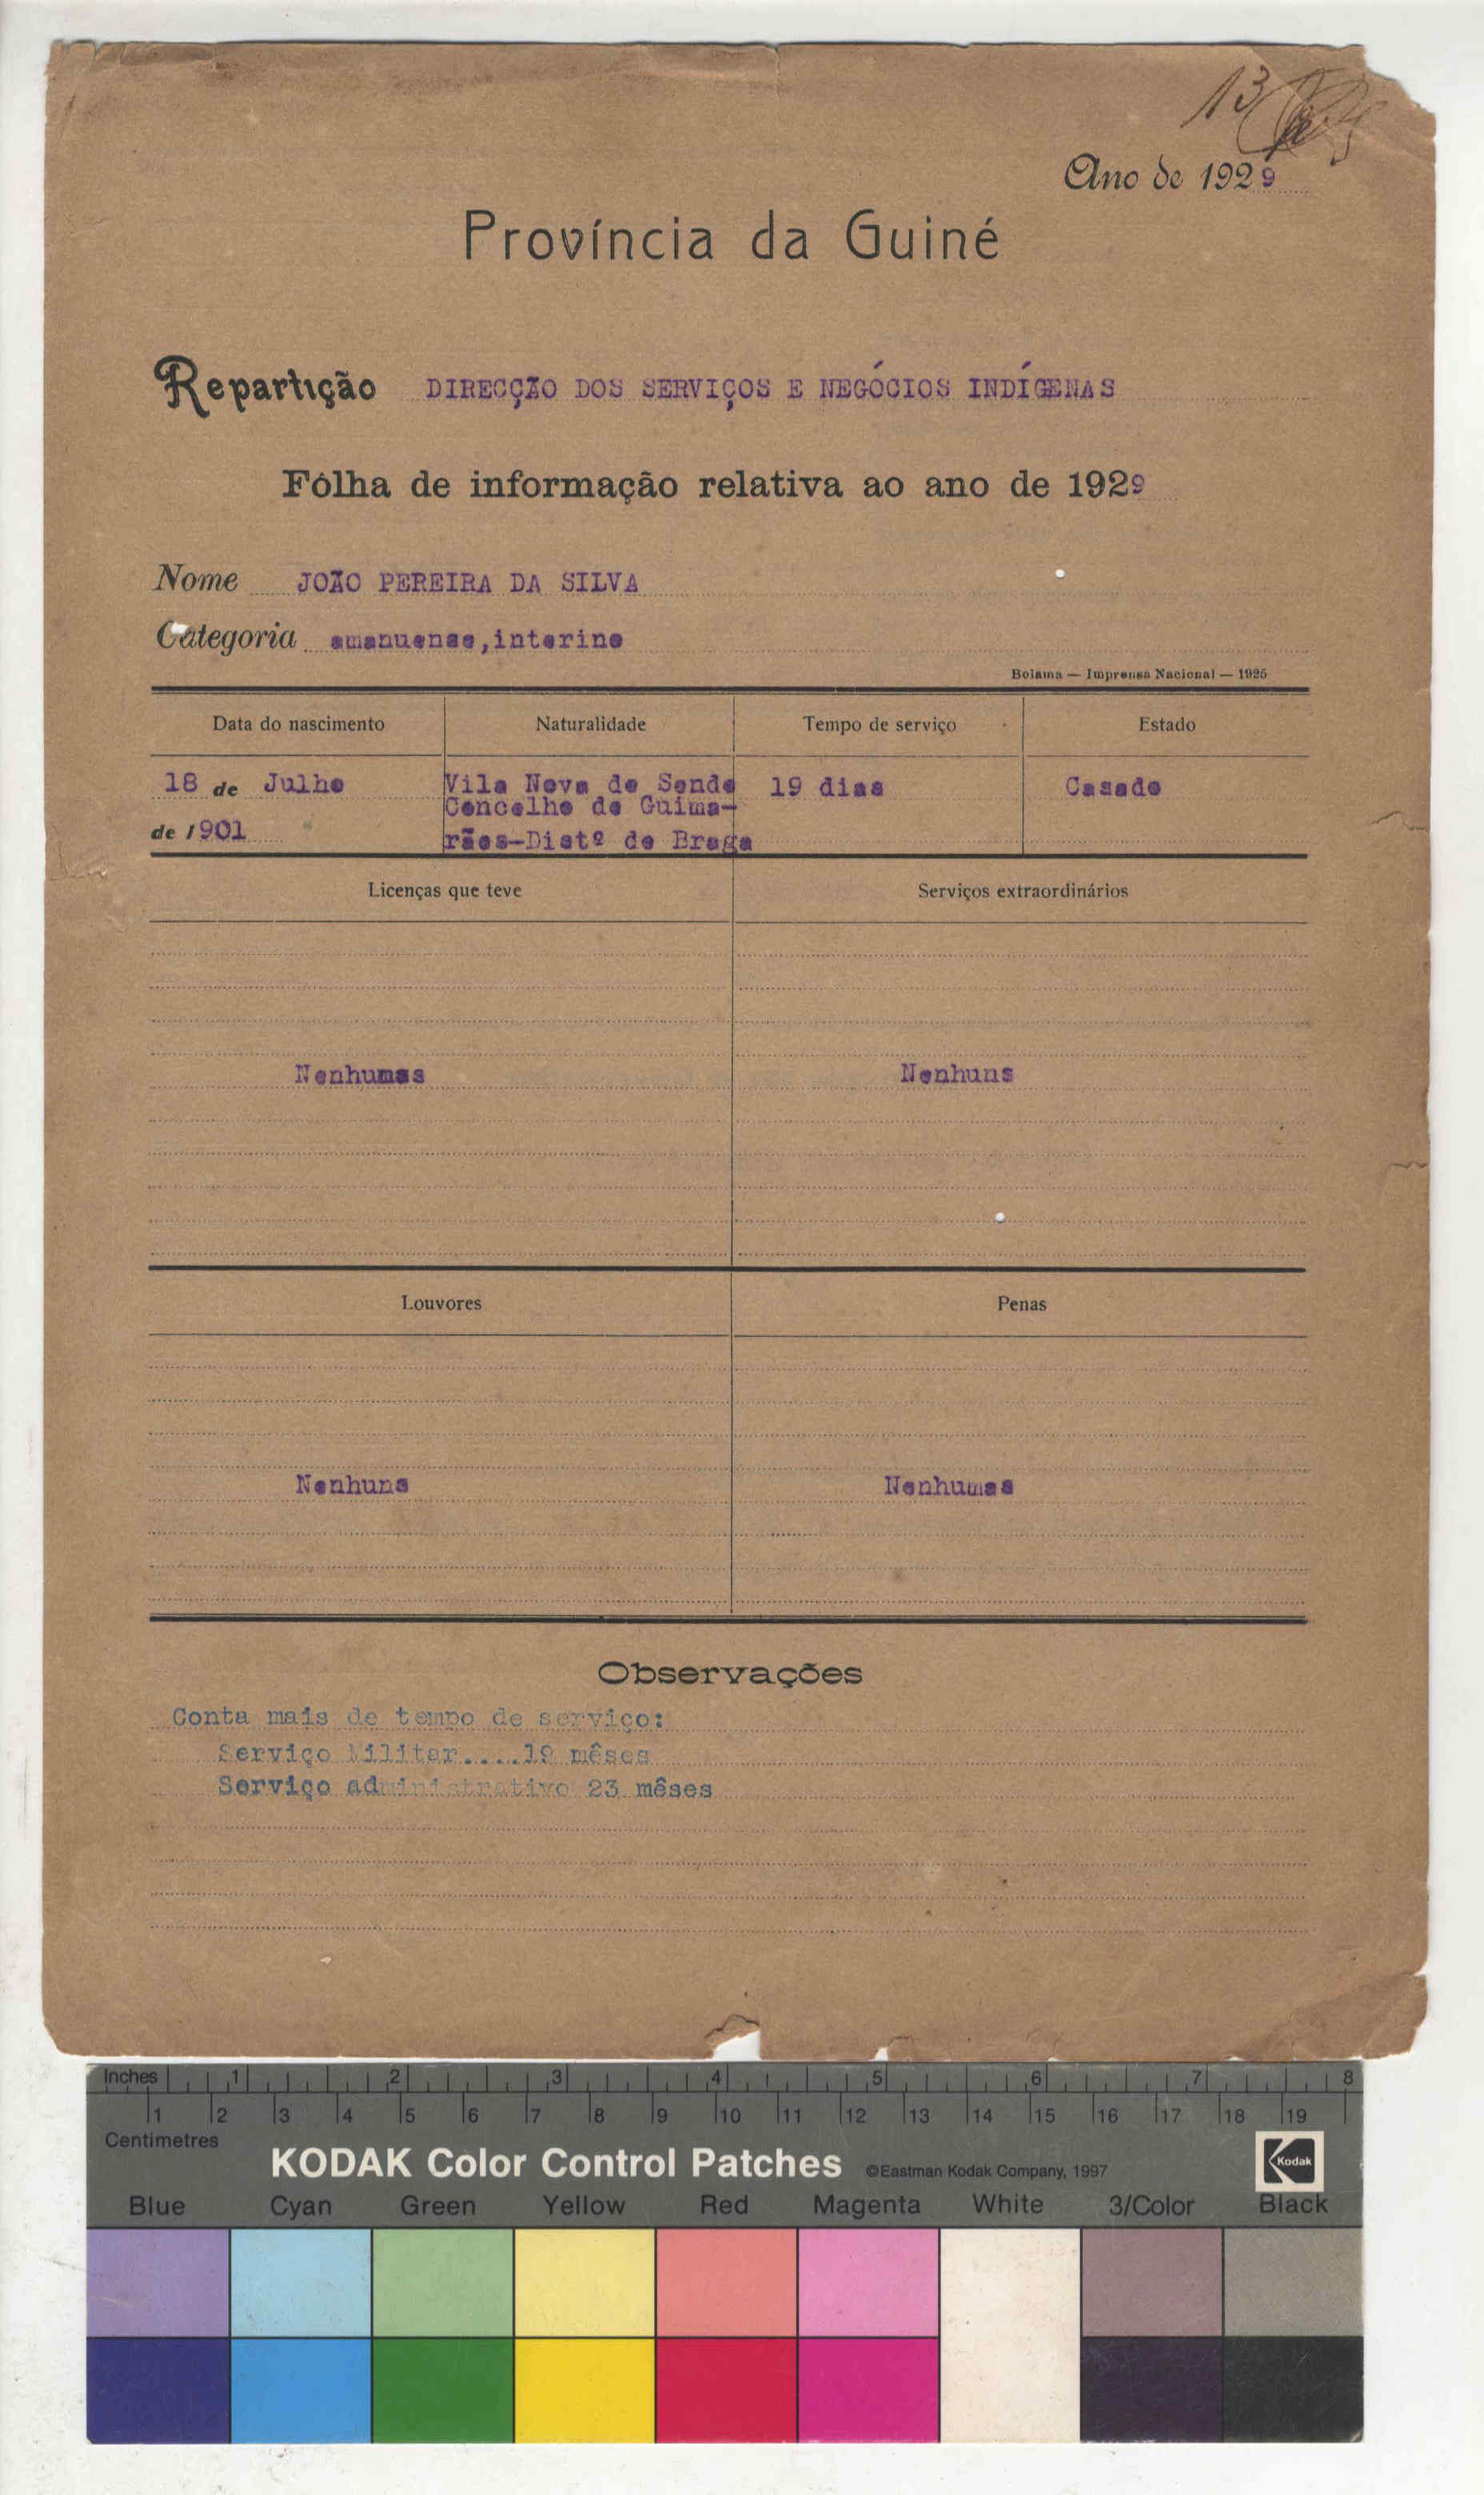 13
Ano de 1929
Província da Guiné
Repartição DIRECÇÃO DOS SERVIÇOS E NEGÓCIOS INDÍGENAS
Fôlha de informação relativa ao ano de 1929
Nome JOÃO PEREIRA DA SILVA
Categoria amanuense,interino
Bolama — Imprensa Nacional — 1925
Data do nascimento Naturalidade Tempo de serviço Estado
18 de Julho Vila Nova de Sende 19 dias Casado
Concelho de Guima-
de 1901 rães-Distº de Braga
Licenças que teve Serviços extraordinários
Nenhumas Nenhuns
Louvores Penas
Nenhuns Nenhumas
Observações
Conta mais de tempo de serviço:
Serviço Militar....19 mêses
Serviço administrativo 23 mêses
Inches 1 2 3 4 5 6 7 8
1 2 3 4 5 6 7 8 9 10 11 12 13 14 15 16 17 18 19
Centimetres
KODAK Color Control Patches ©Eastman Kodak Company, 1997 Kodak
Blue Cyan Green Yellow Red Magenta White 3/Color Black